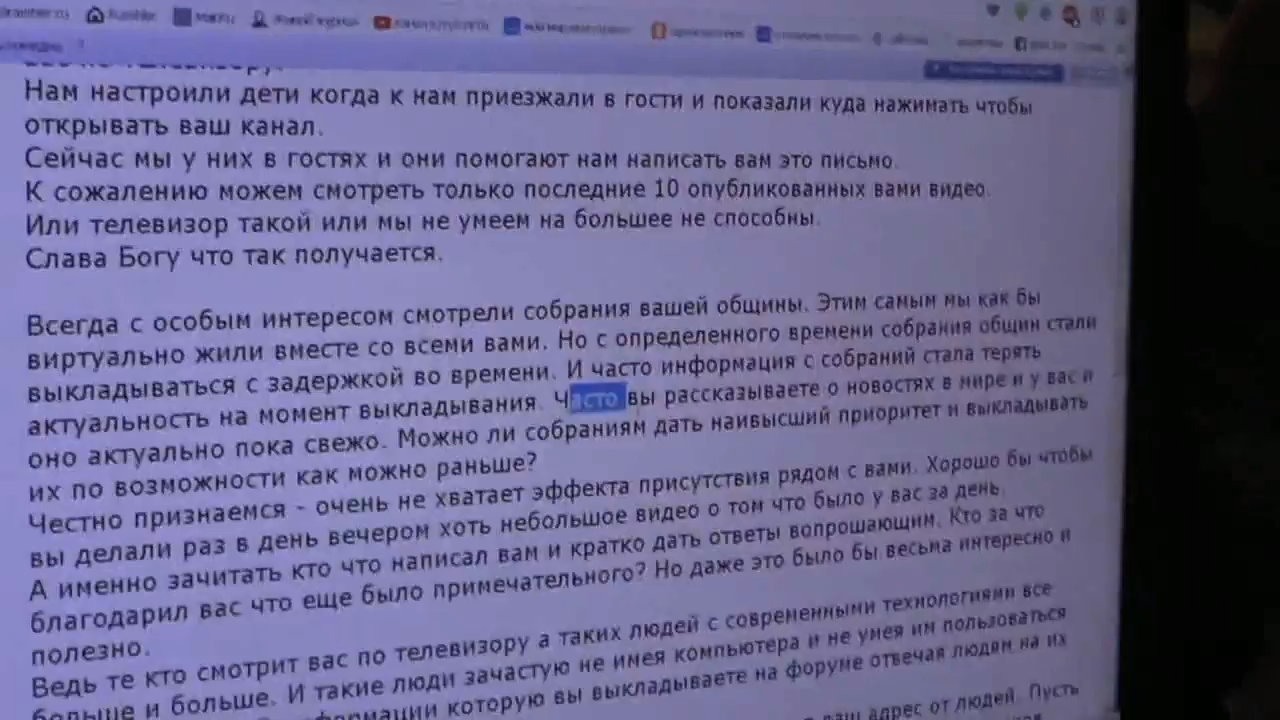 Нам настроили дети когда к нам приезжали в гости и показали куда нажимать чтобы
открывать ваш канал.
Сейчас мы у них в гостях и они помогают нам написать вам это письмо.
К сожалению можем смотреть только последние 10 опубликованных вами видео.
Или телевизор такой или мы не умеем на большее не способны.
Слава Богу что так получается.
Всегда с особым интересом смотрели собрания вашей общины. Этим самым мы как бы
виртуально жили вместе со всеми вами. Но с определенного времени собрания общин стали
выкладываться с задержкой во времени. И часто информация с собраний стала терять
актуальность на момент выкладывания. Часто вы рассказываете о новостях в мире и у вас и
оно актуально пока свежо. Можно ли собраниям дать наивысший приоритет и выкладывать
их по возможности как можно раньше?
Честно признаемся - очень не хватает эффекта присутствия рядом с вами. Хорошо бы чтобы
вы делали раз в день вечером хоть небольшое видео о том что было у вас за день.
А именно зачитать кто что написал вам и кратко дать ответы вопрошающим. Кто за что
благодарил вас что еще было примечательного? Но даже это было бы весьма интересно и
полезно.
Ведь те кто смотрит вас по телевизору а таких людей с современными технологиями все
больше и больше. И такие люди зачастую не имея компьютера и не умея им пользоваться
которую вы выкладываете на форуме отвечая людям на их
ваш адрес от людей. Пусть